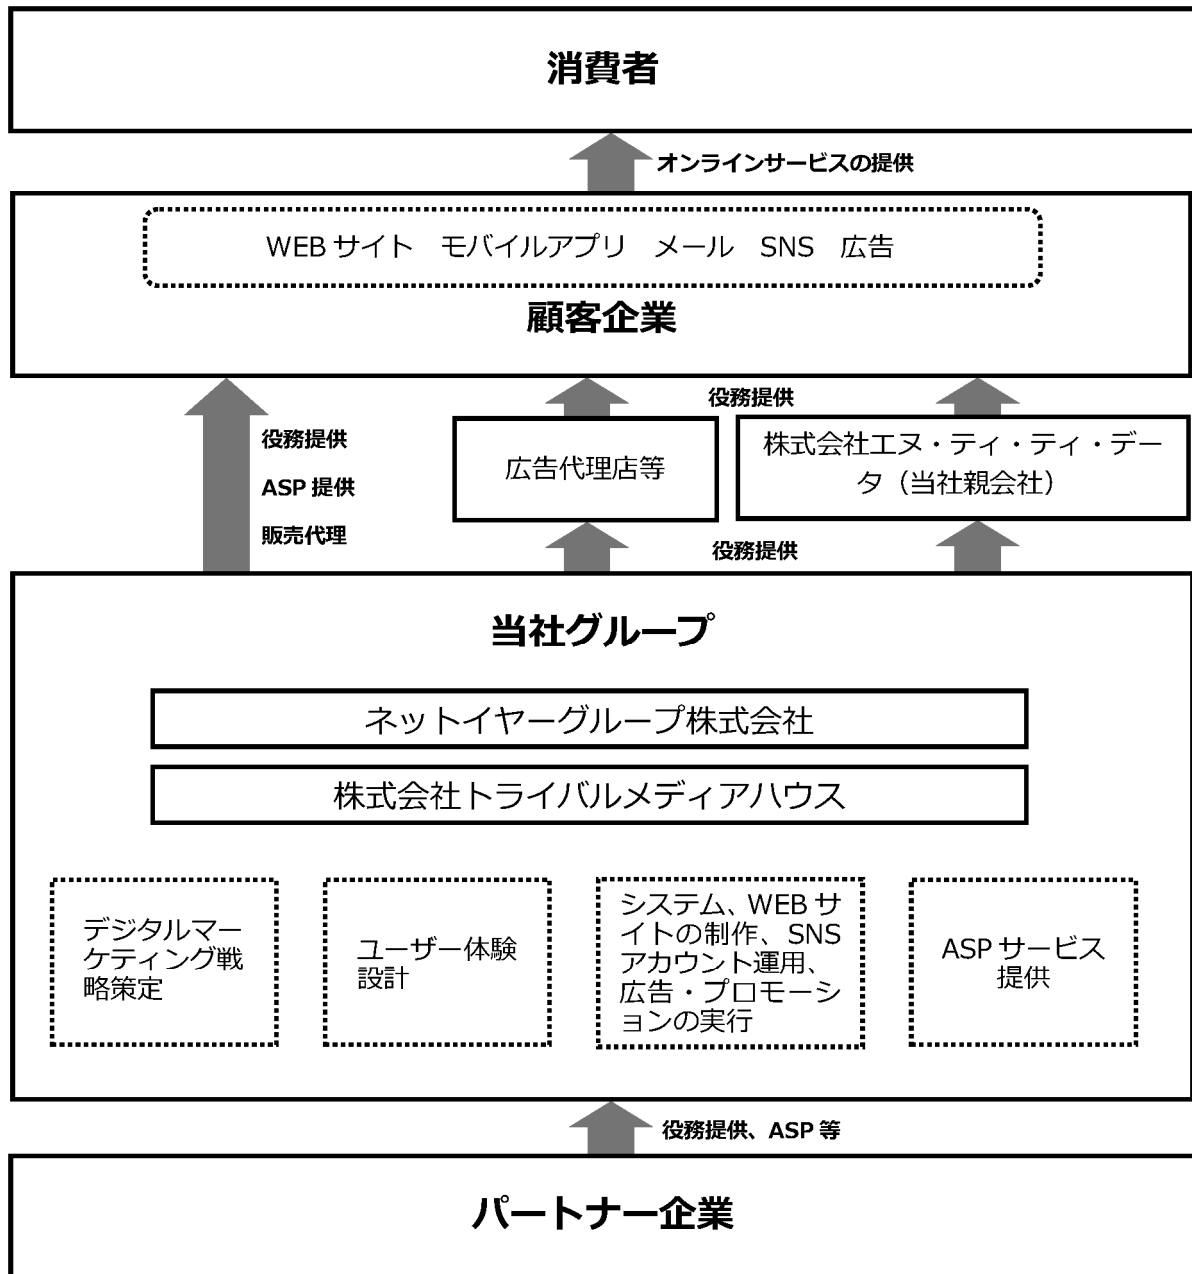 消費者
オンラインサービスの提供
WEB サイト　モバイルアプリ　メール　SNS　広告
顧客企業
役務提供
ASP 提供
販売代理
役務提供
広告代理店等
株式会社エヌ・ティ・ティ・デー
タ（当社親会社）
役務提供
当社グループ
ネットイヤーグループ株式会社
株式会社トライバルメディアハウス
デジタルマー
ケティング戦
略策定
ユーザー体験
設計
システム、WEB サ
イトの制作、SNS
アカウント運用、
広告・プロモーシ
ョンの実行
ASP サービス
提供
役務提供、ASP 等
パートナー企業